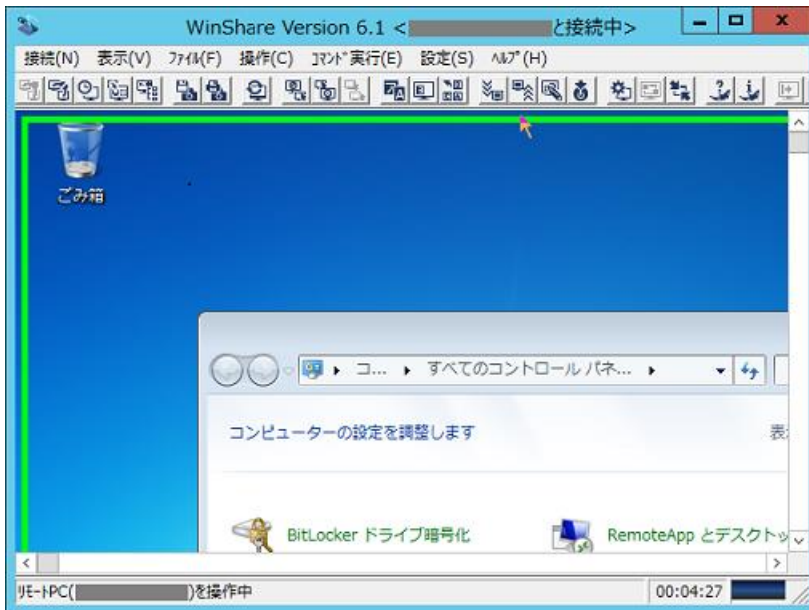 WinShare Version 6.1 < と接続中>
接続(N) 表示(V) ﾌｧｲﾙ(F) 操作(C) ｺﾏﾝﾄﾞ実行(E) 設定(S) ﾍﾙﾌﾟ(H)
ごみ箱
コ... すべてのコントロール パネ...
コンピューターの設定を調整します
表
BitLocker ドライブ暗号化
RemoteApp とデスクトッ
ﾘﾓｰﾄPC( )を操作中
00:04:27